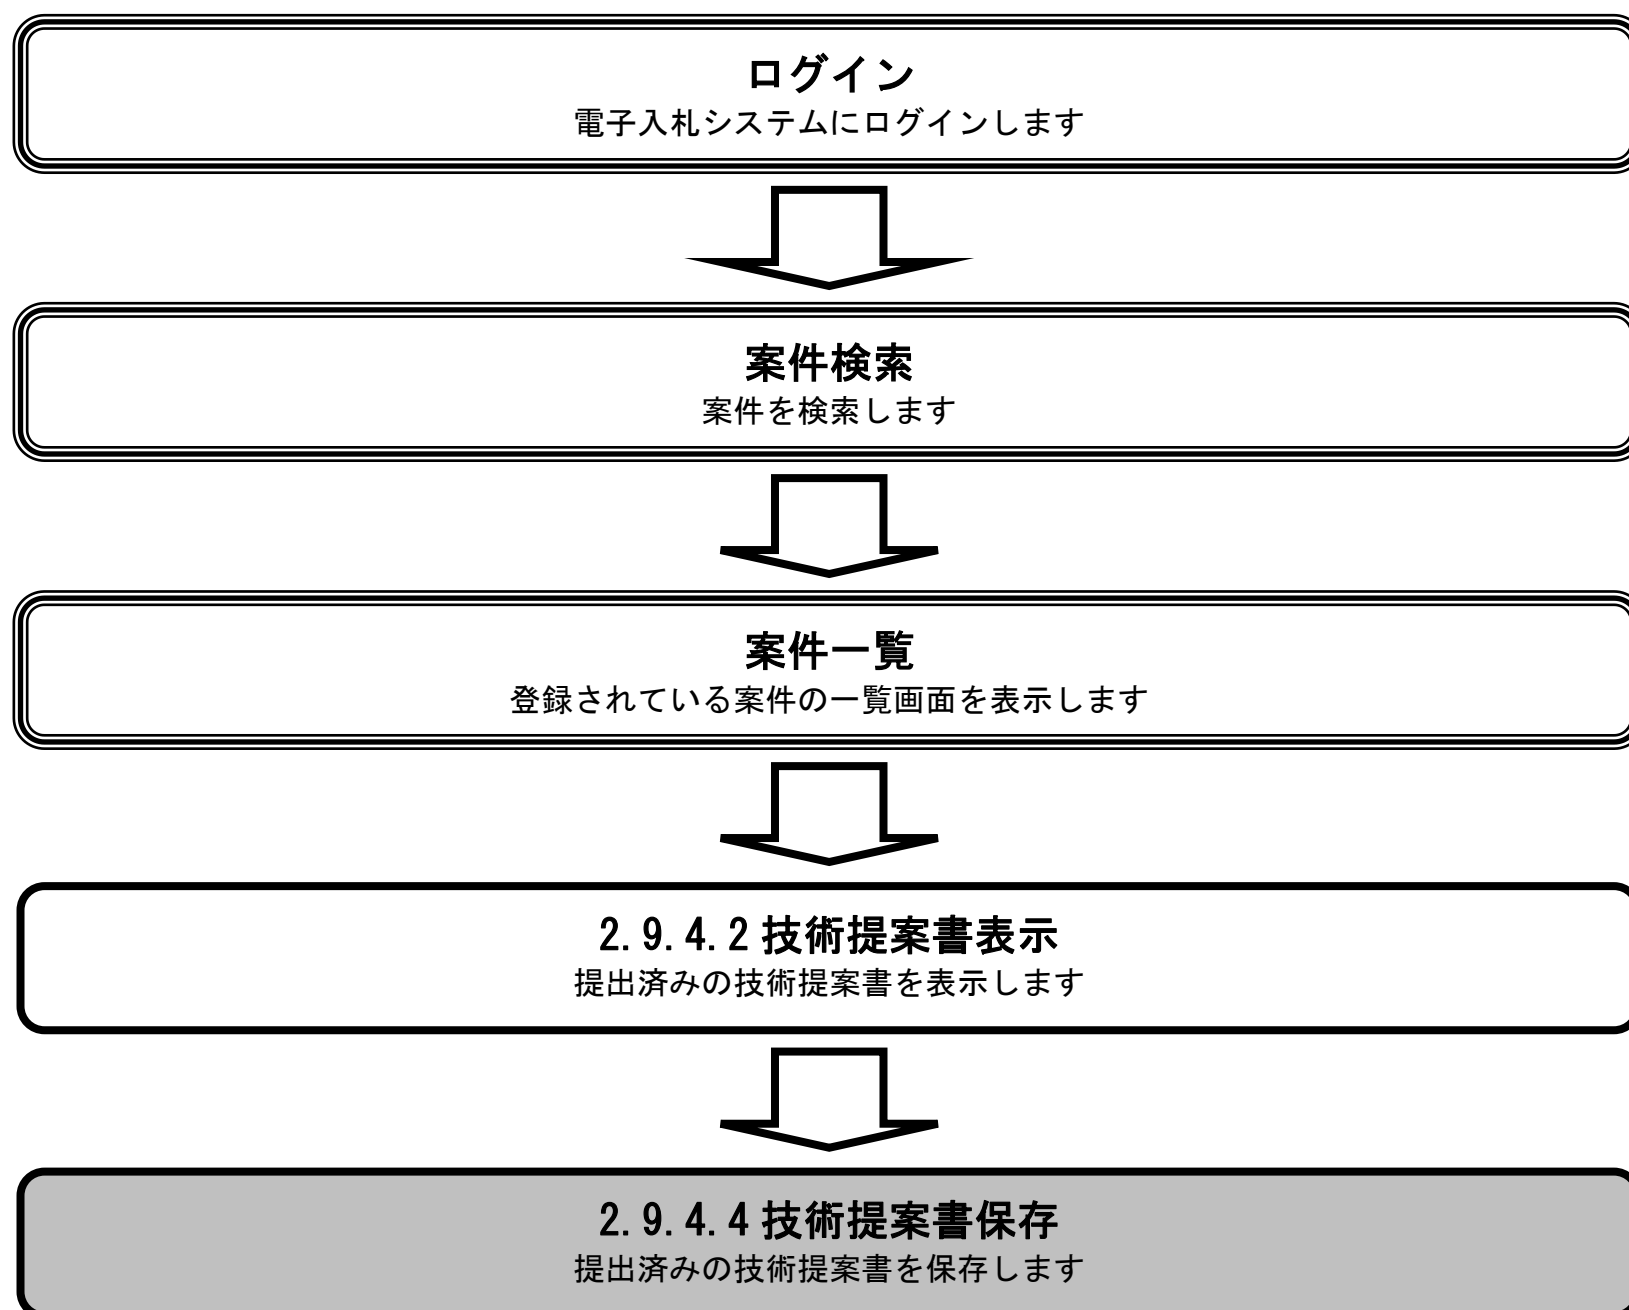 ログイン
電子入札システムにログインします
案件検索
案件を検索します
案件一覧
登録されている案件の一覧画面を表示します
2.9.4.2 技術提案書表示
提出済みの技術提案書を表示します
2.9.4.4 技術提案書保存
提出済みの技術提案書を保存します